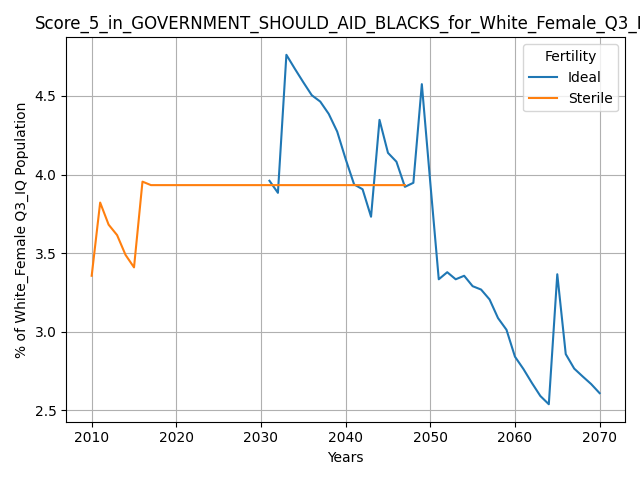 Score_5_in_GOVERNMENT_SHOULD_AID_BLACKS_for_White_Female_Q3_I
Fertility
Ideal
Sterile
% of White_Female Q3_IQ Population
4.5
4.0
3.5
3.0
2.5
2010 2020 2030 2040 2050 2060 2070
Years